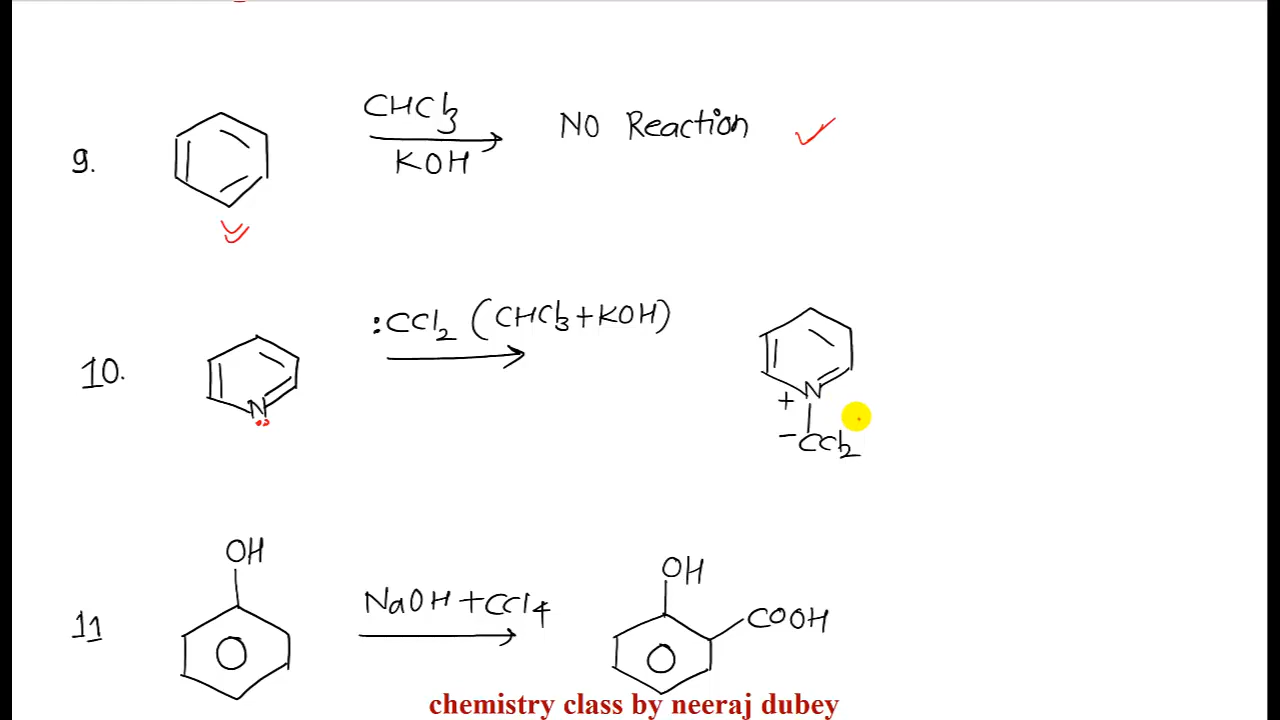 9. CHCl3 KOH No Reaction
10. N :CCl2 (CHCl3+KOH) N + -CCl2
11 OH NaOH+CCl4 OH COOH
chemistry class by neeraj dubey